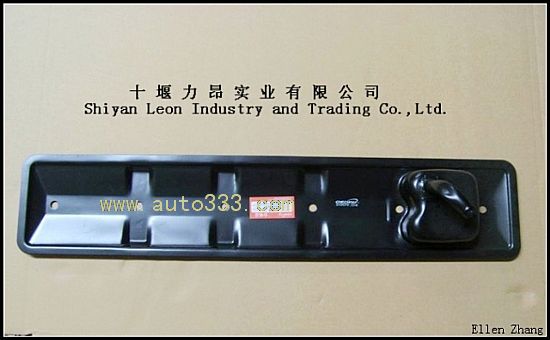 十堰力昂实业有限公司
Shiyan Leon Industry and Trading Co.,Ltd.
www.auto333.com
Ellen Zhang